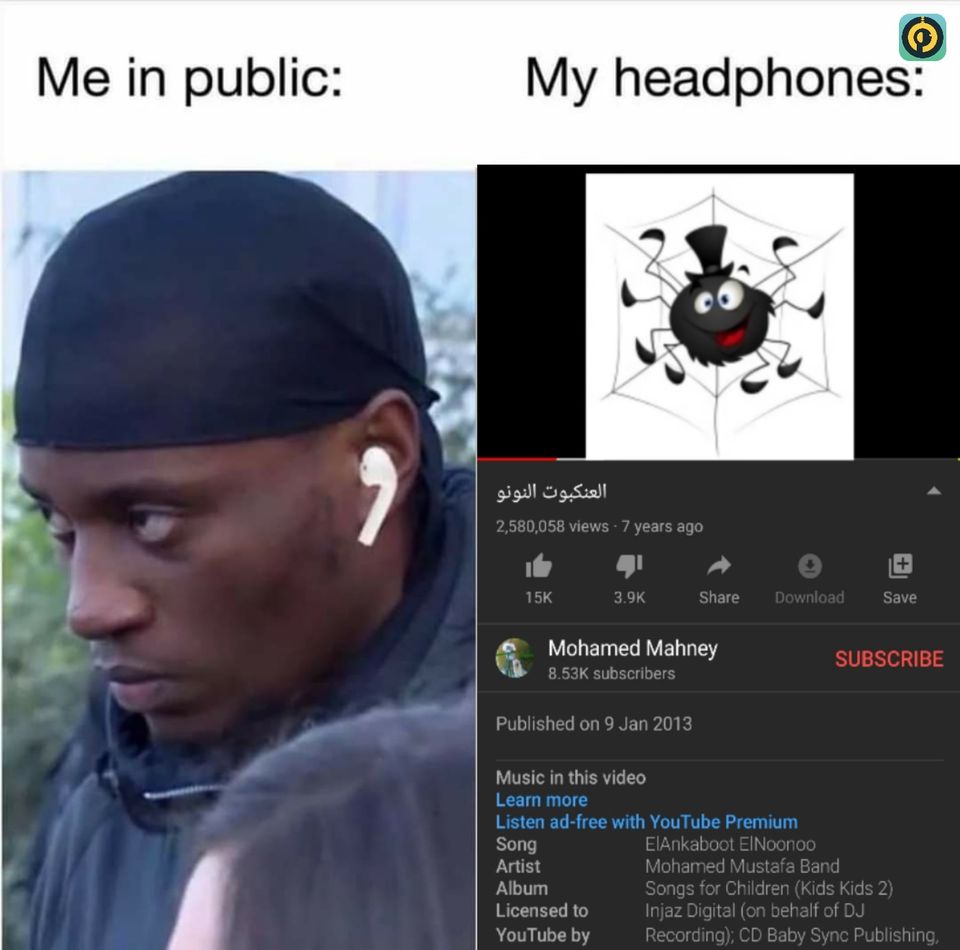 Me in public:
My headphones:
العنكبوت النونو
2,580,058 views · 7 years ago
15K
3.9K
Share
Download
Save
Mohamed Mahney
8.53K subscribers
SUBSCRIBE
Published on 9 Jan 2013
Music in this video
Learn more
Listen ad-free with YouTube Premium
Song ElAnkaboot ElNoonoo
Artist Mohamed Mustafa Band
Album Songs for Children (Kids Kids 2)
Licensed to Injaz Digital (on behalf of DJ
YouTube by Recording); CD Baby Sync Publishing,